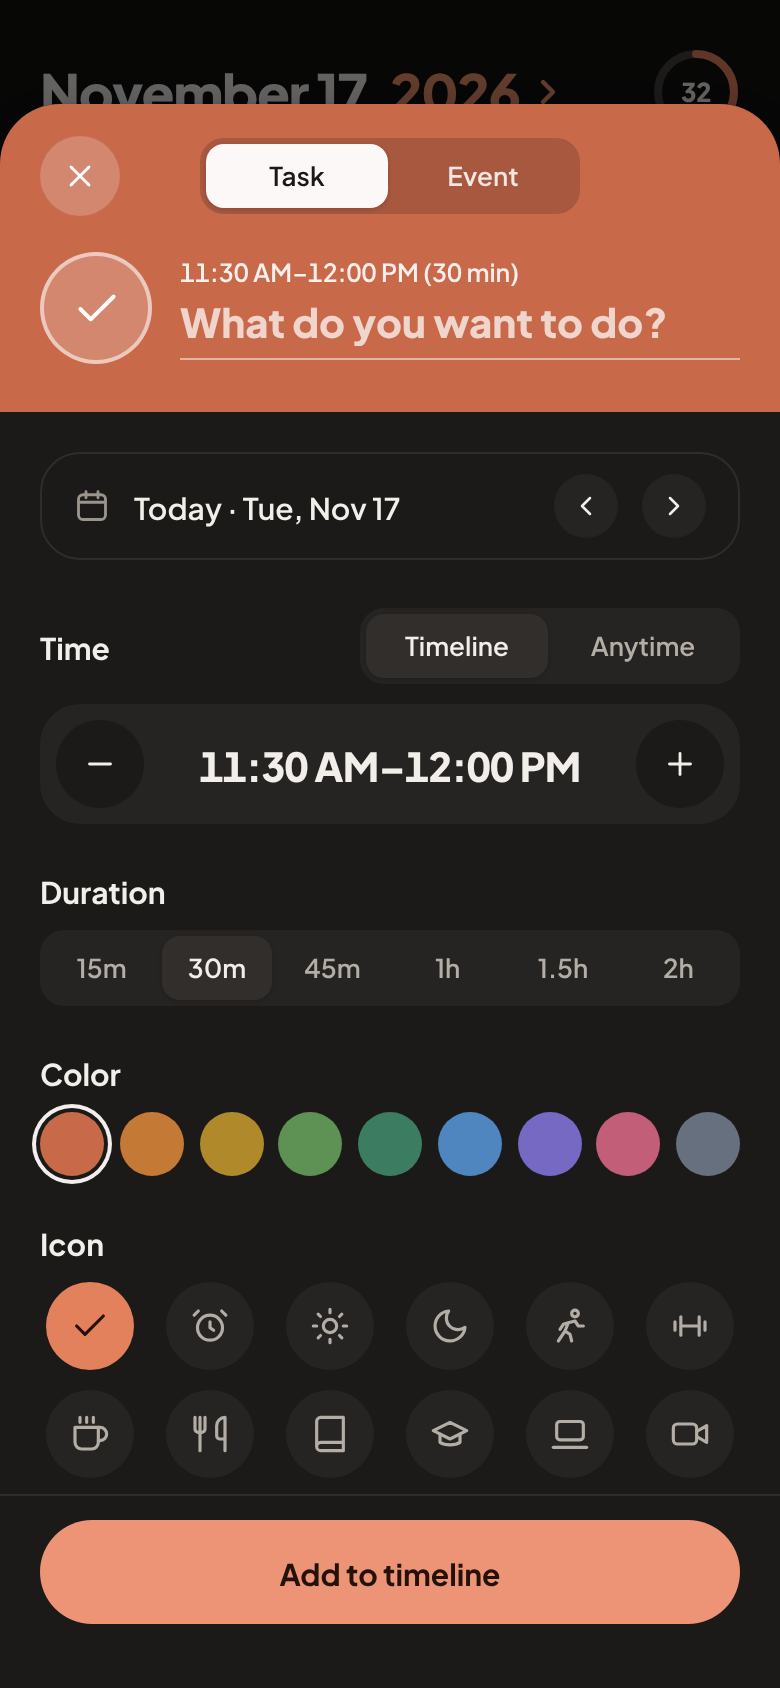 November 17 2026
32
Task
Event
11:30 AM–12:00 PM (30 min)
What do you want to do?
Today · Tue, Nov 17
Time
Timeline
Anytime
11:30 AM–12:00 PM
Duration
15m
30m
45m
1h
1.5h
2h
Color
Icon
Add to timeline